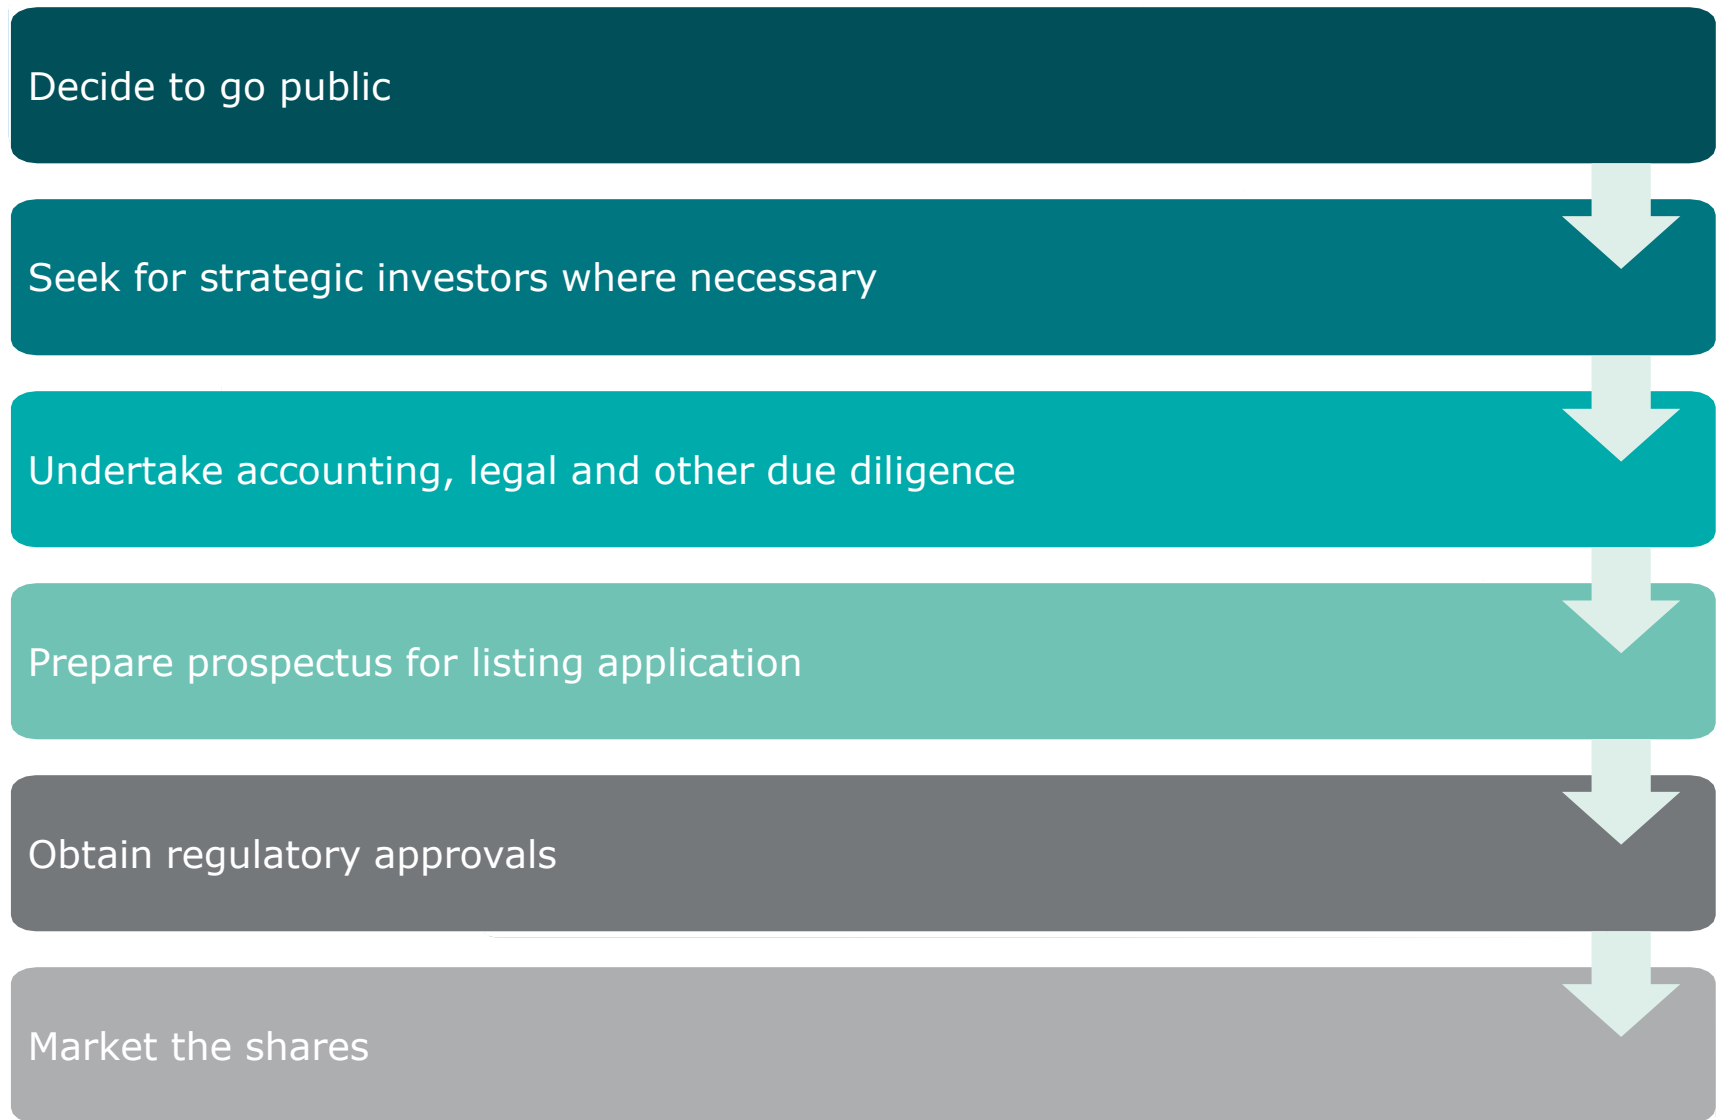 Decide to go public
Seek for strategic investors where necessary
Undertake accounting, legal and other due diligence
Prepare prospectus for listing application
Obtain regulatory approvals
Market the shares